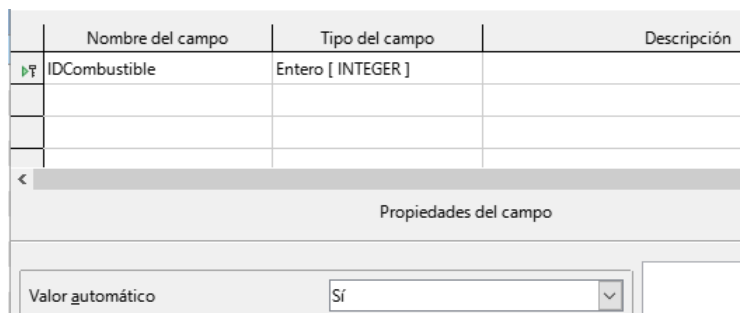 Nombre del campo Tipo del campo Descripción
IDCombustible Entero [ INTEGER ]
Propiedades del campo
Valor automático Sí